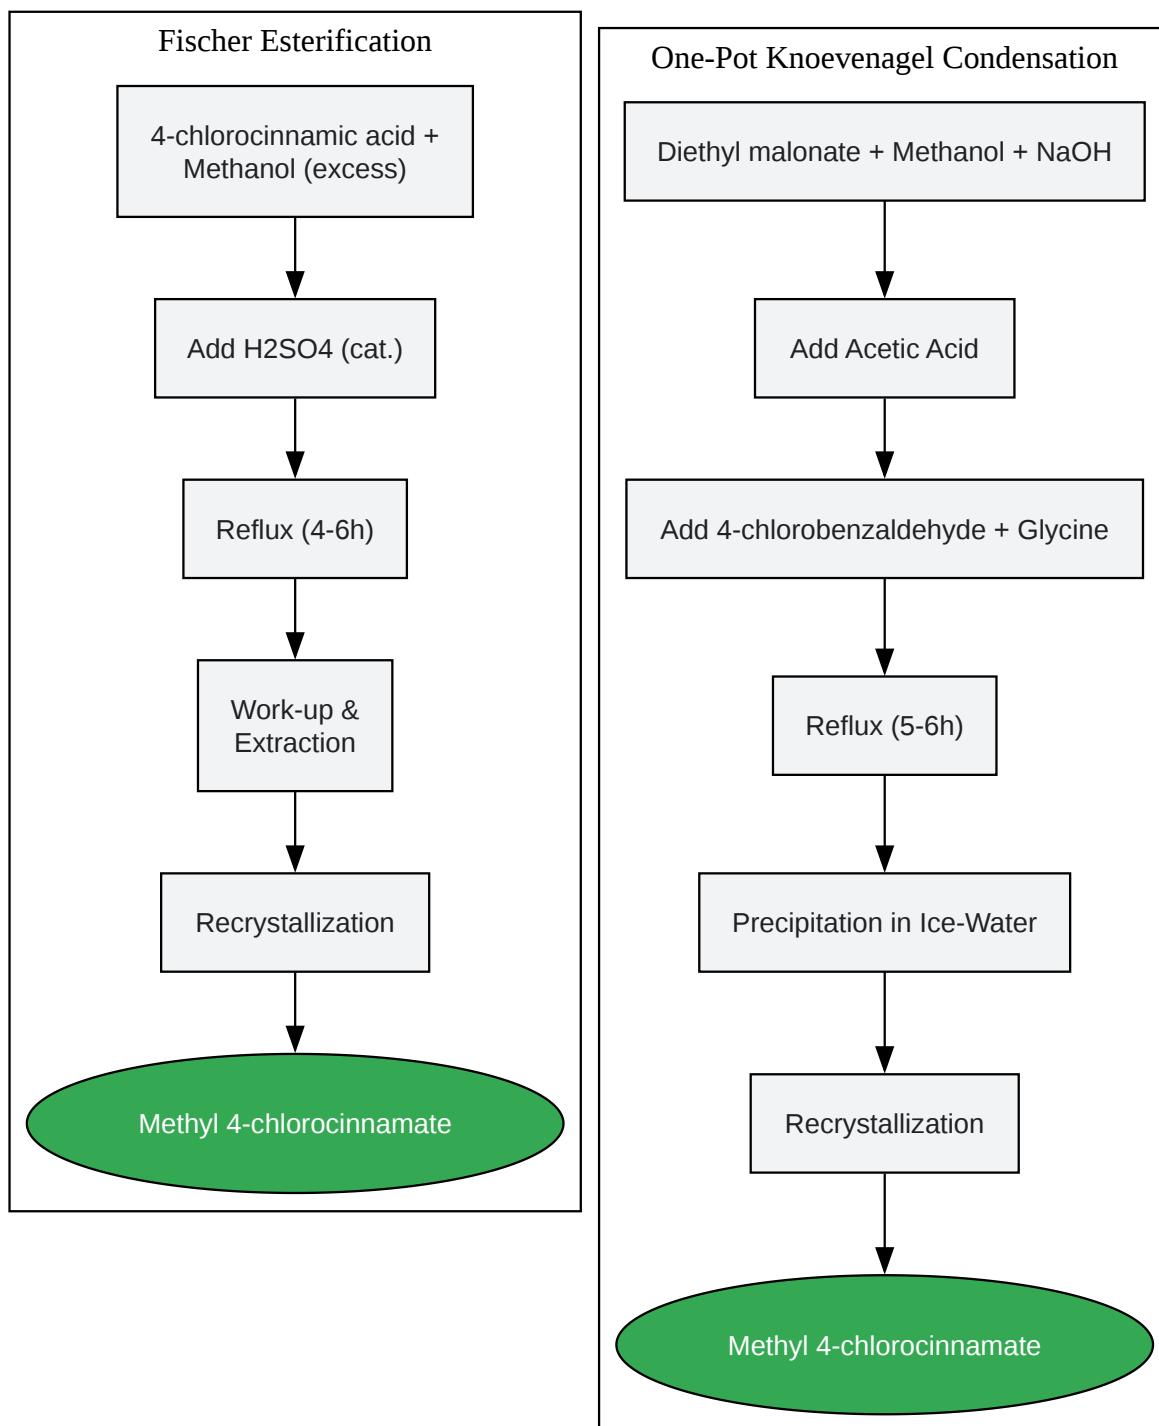 Fischer Esterification
4-chlorocinnamic acid +
Methanol (excess)
Add H2SO4 (cat.)
Reflux (4-6h)
Work-up &
Extraction
Recrystallization
Methyl 4-chlorocinnamate
One-Pot Knoevenagel Condensation
Diethyl malonate + Methanol + NaOH
Add Acetic Acid
Add 4-chlorobenzaldehyde + Glycine
Reflux (5-6h)
Precipitation in Ice-Water
Recrystallization
Methyl 4-chlorocinnamate